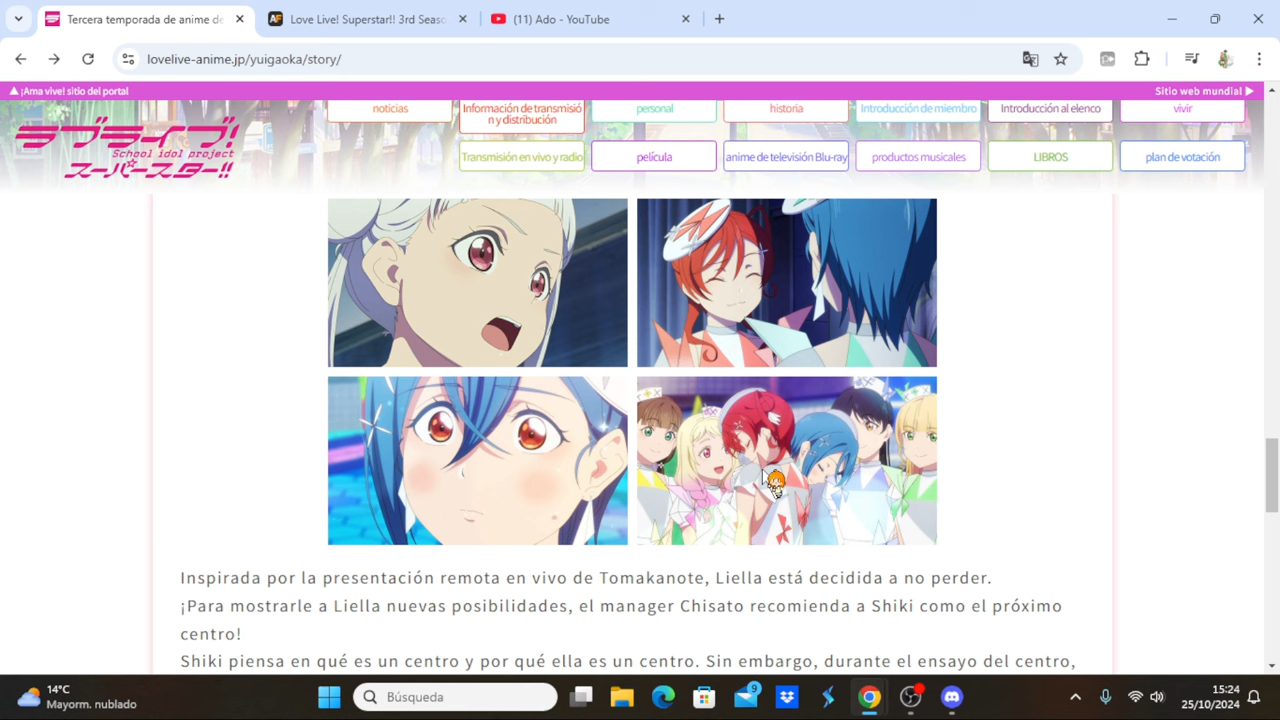 Tercera temporada de anime de
Love Live! Superstar!! 3rd Seaso
(11) Ado - YouTube
lovelive-anime.jp/yuigaoka/story/
▲ ¡Ama vive! sitio del portal
Sitio web mundial ▶
noticias
Información de transmisió
n y distribución
personal
historia
Introducción de miembro
Introducción al elenco
vivir
ラブライブ!
School idol project
スーパースター!!
Transmisión en vivo y radio
película
anime de televisión Blu-ray
productos musicales
LIBROS
plan de votación
Inspirada por la presentación remota en vivo de Tomakanote, Liella está decidida a no perder.
¡Para mostrarle a Liella nuevas posibilidades, el manager Chisato recomienda a Shiki como el próximo
centro!
Shiki piensa en qué es un centro y por qué ella es un centro. Sin embargo, durante el ensayo del centro,
14°C
Mayorm. nublado
Búsqueda
9
15:24
25/10/2024